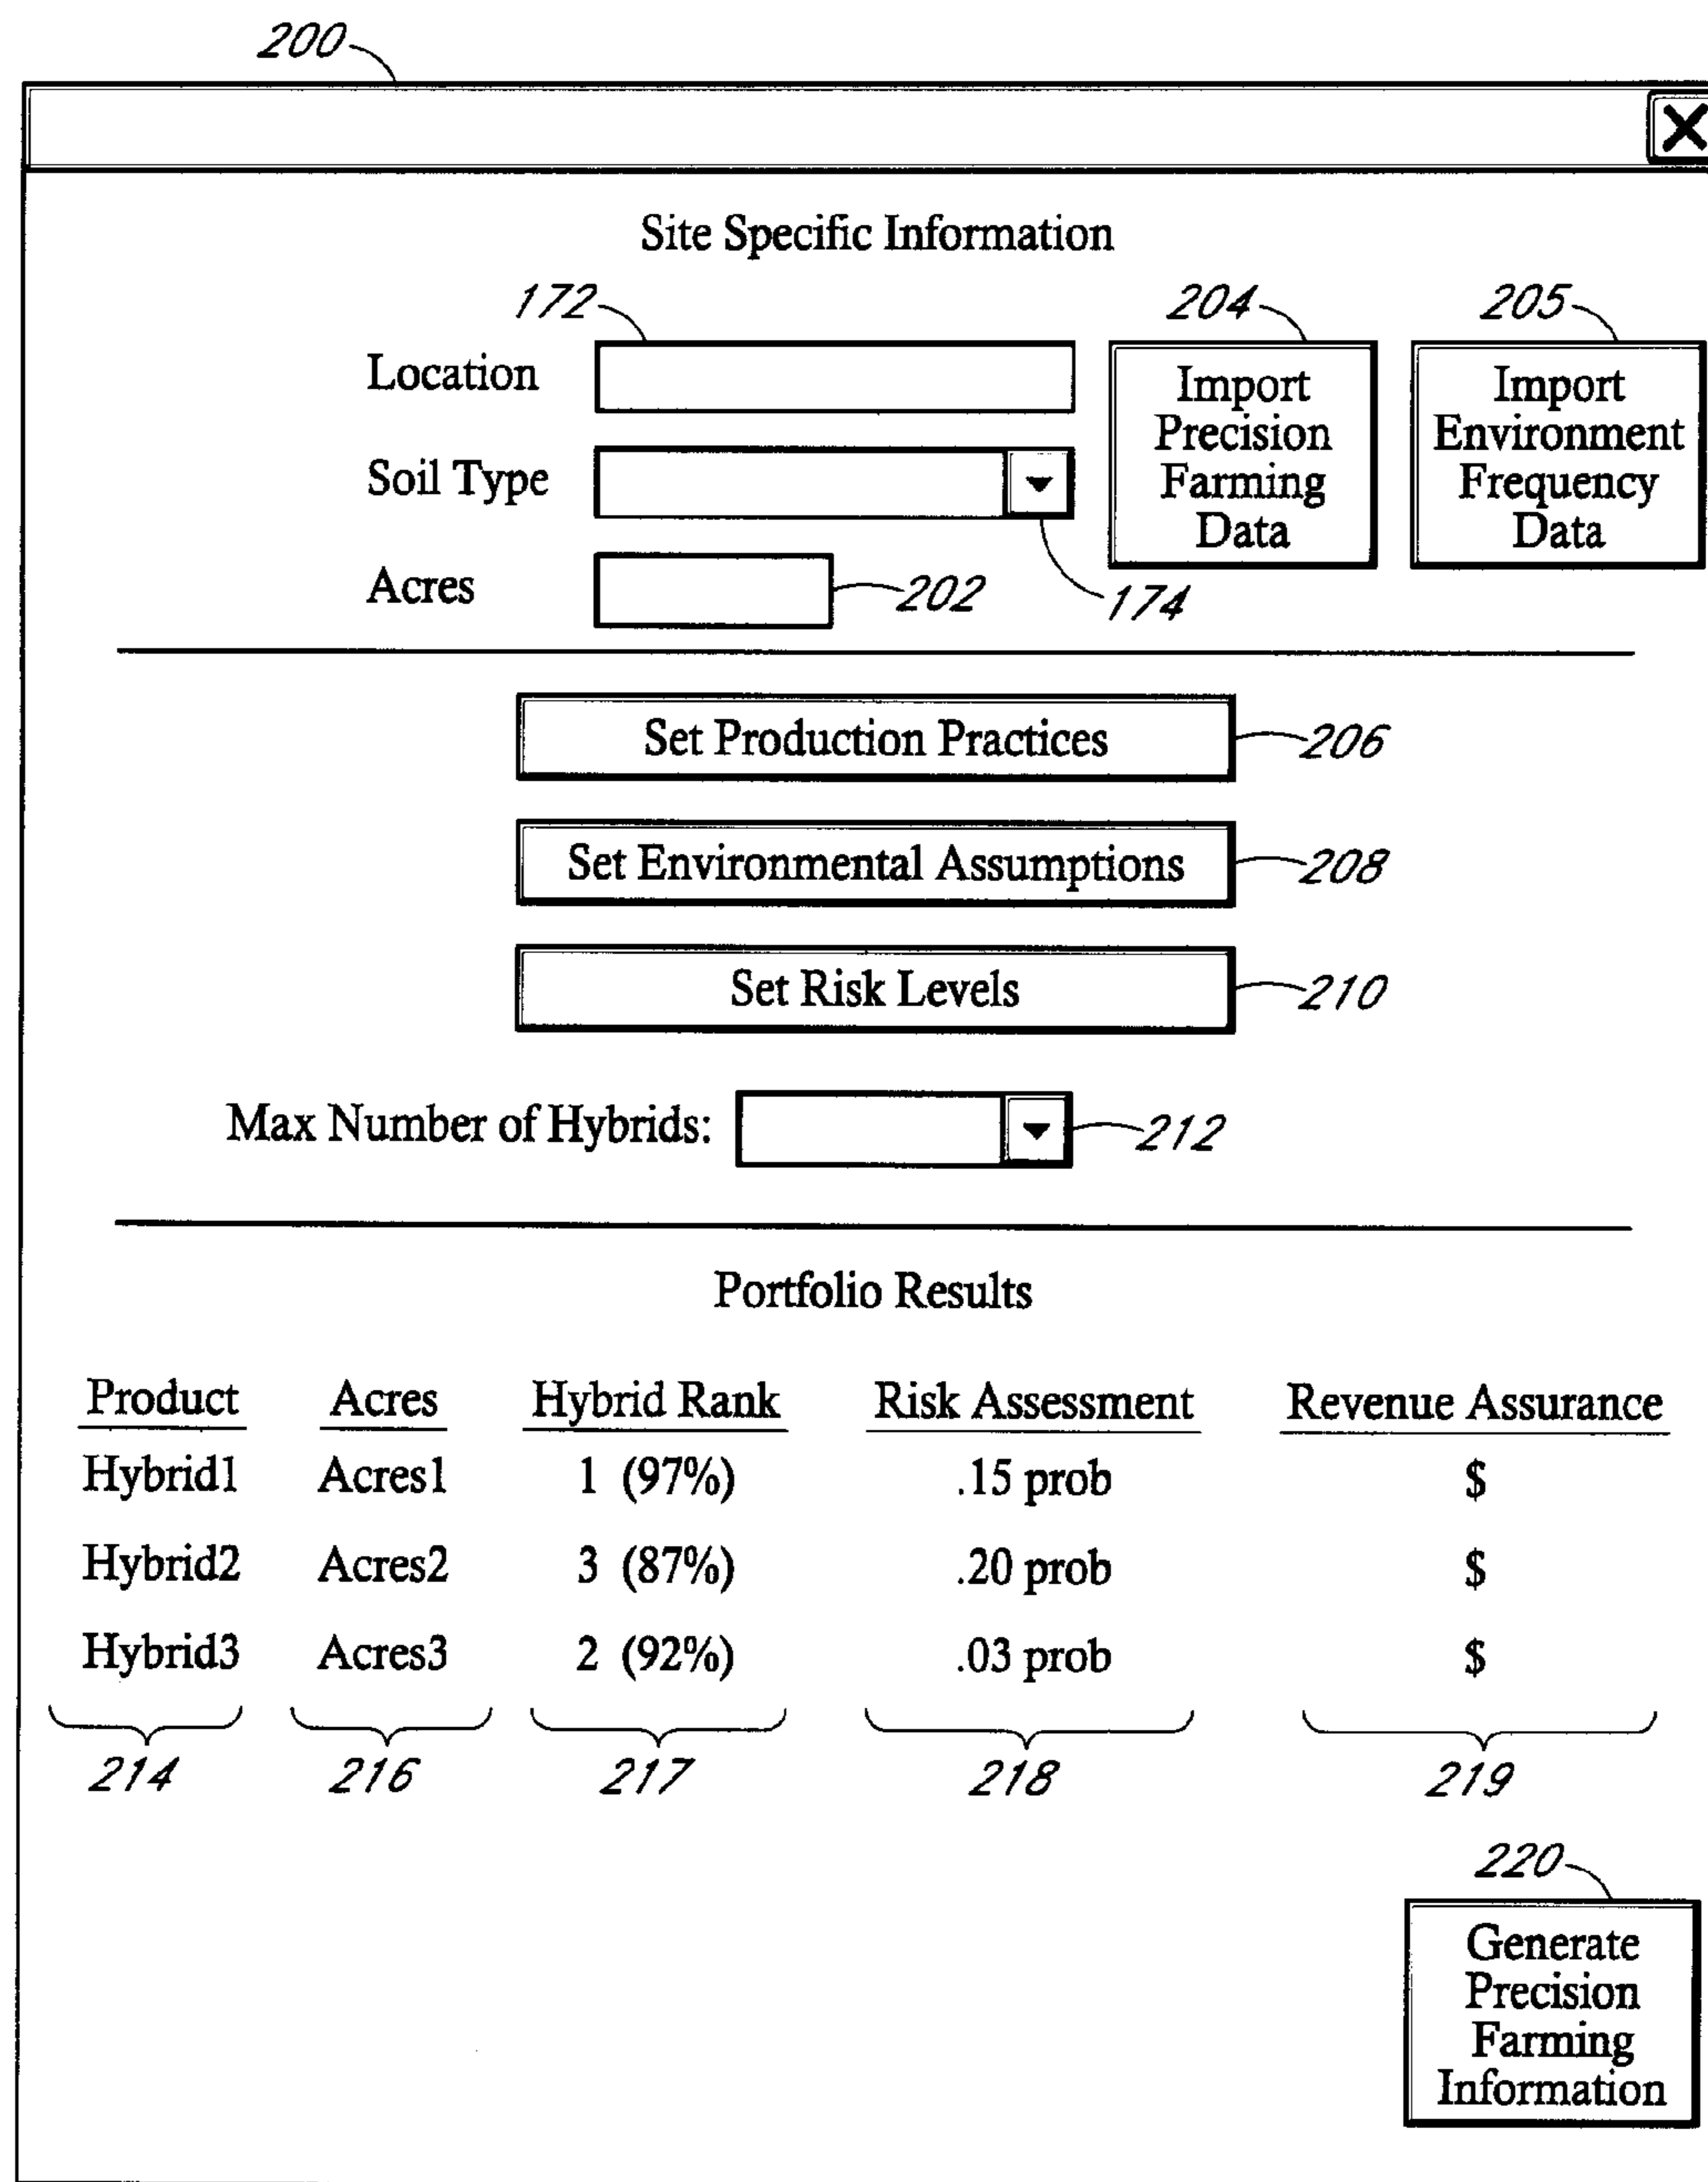 200
Site Specific Information
172
204
205
Location
Import
Precision
Farming
Data
Import
Environment
Frequency
Data
Soil Type
Acres
202
174
Set Production Practices
206
Set Environmental Assumptions
208
Set Risk Levels
210
Max Number of Hybrids:
212
Portfolio Results
Product Acres Hybrid Rank Risk Assessment Revenue Assurance
Hybrid1 Acres1 1 (97%) .15 prob $
Hybrid2 Acres2 3 (87%) .20 prob $
Hybrid3 Acres3 2 (92%) .03 prob $
214 216 217 218 219
220
Generate
Precision
Farming
Information